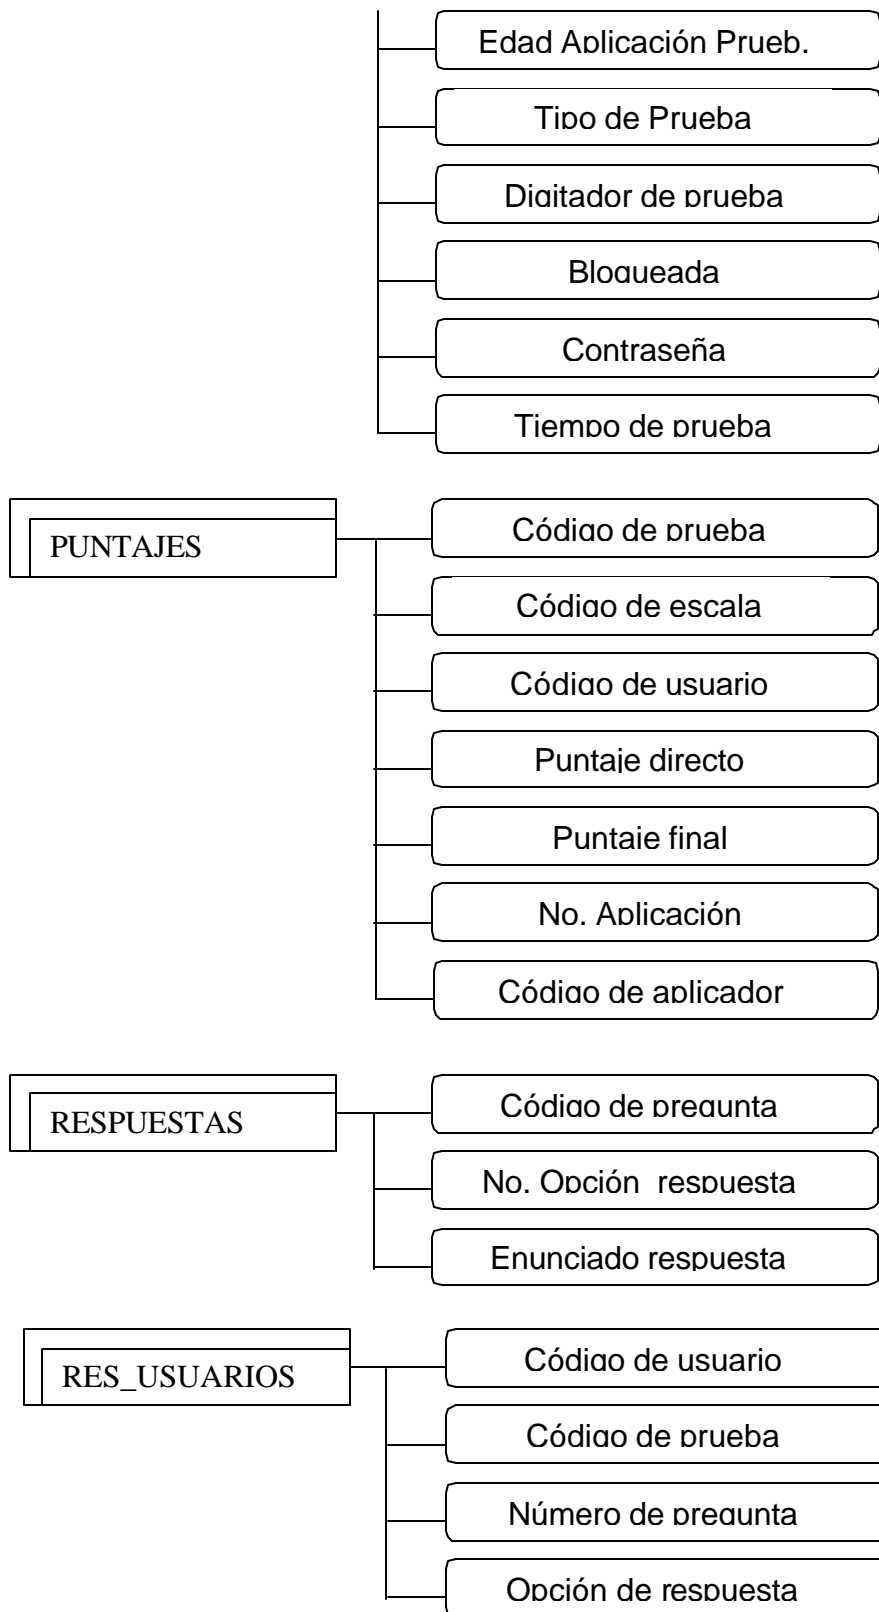 Edad Aplicación Prueb.
Tipo de Prueba
Digitador de prueba
Bloqueada
Contraseña
Tiempo de prueba
PUNTAJES
Código de prueba
Código de escala
Código de usuario
Puntaje directo
Puntaje final
No. Aplicación
Código de aplicador
RESPUESTAS
Código de pregunta
No. Opción  respuesta
Enunciado respuesta
RES_USUARIOS
Código de usuario
Código de prueba
Número de pregunta
Opción de respuesta